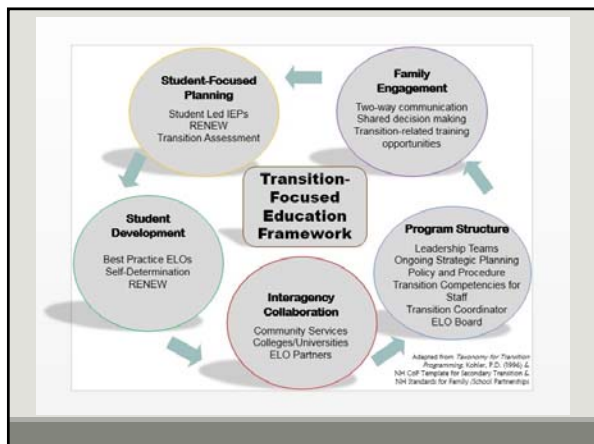 Student-Focused
Planning
Student Led IEPs
RENEW
Transition Assessment
Family
Engagement
Two-way communication
Shared decision making
Transition-related training
opportunities
Transition-
Focused
Education
Framework
Student
Development
Best Practice ELOs
Self-Determination
RENEW
Interagency
Collaboration
Community Services
Colleges/Universities
ELO Partners
Program Structure
Leadership Teams
Ongoing Strategic Planning
Policy and Procedure
Transition Competencies for
Staff
Transition Coordinator
ELO Board
Adapted from Taxonomy for Transition
Programming, Kohler, P.D. (1996) &
NH CoP Template for Secondary Transition &
NH Standards for Family /School Partnerships